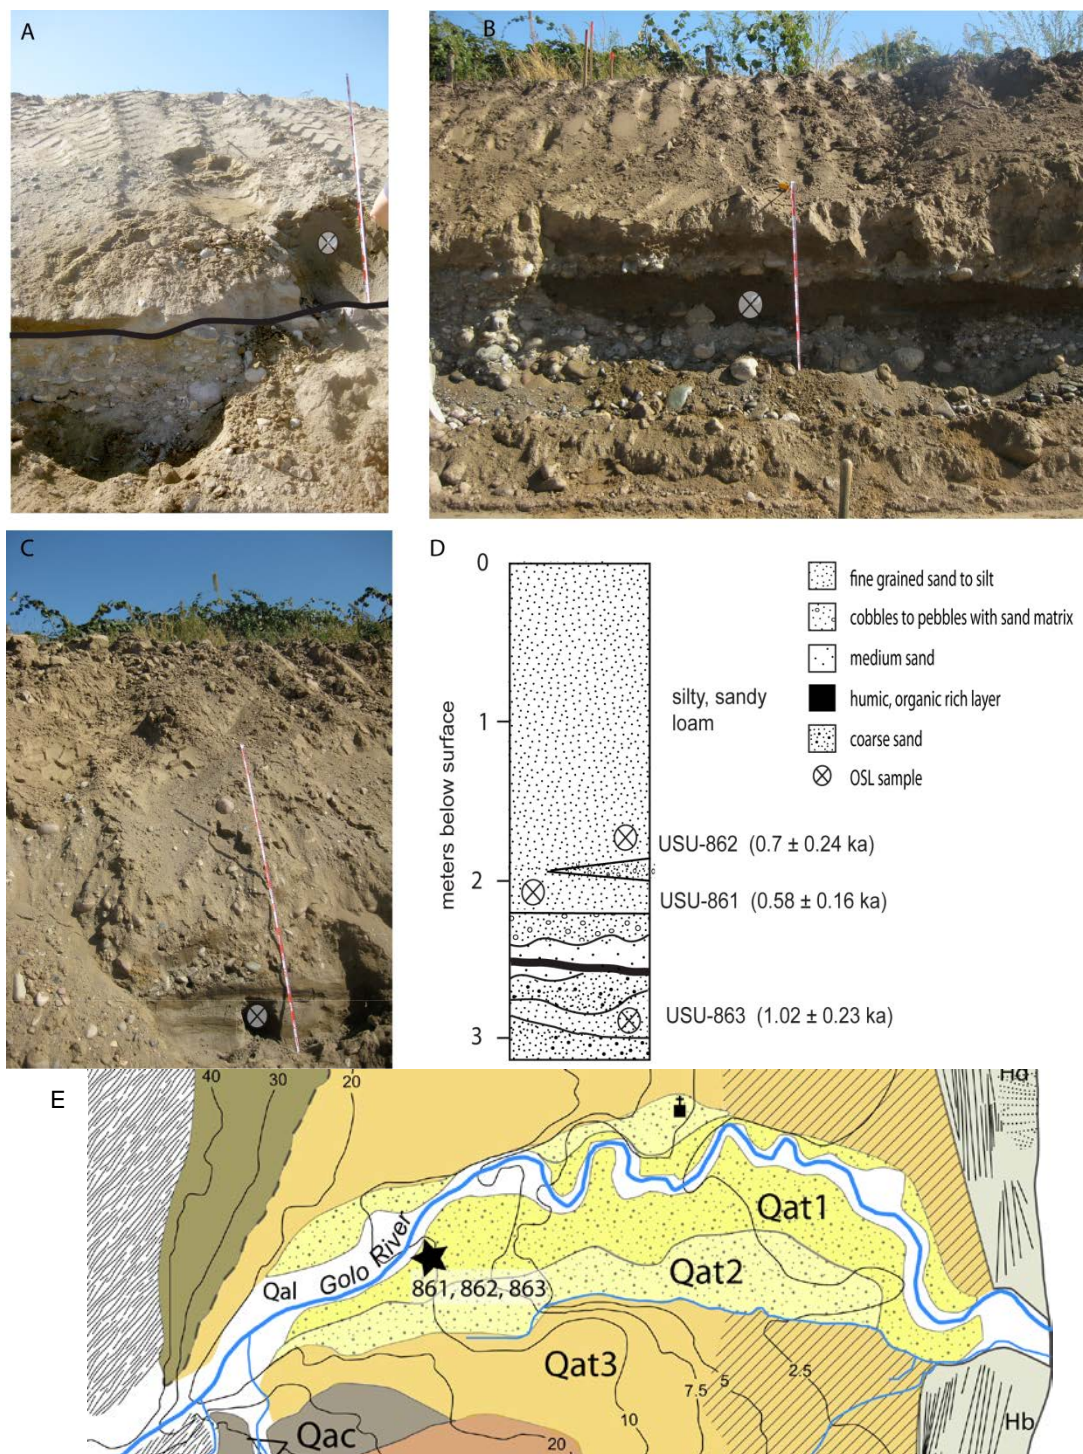 A
B
C
D
0
1
2
3
meters below surface
silty, sandy
loam
USU-862 (0.7 ± 0.24 ka)
USU-861 (0.58 ± 0.16 ka)
USU-863 (1.02 ± 0.23 ka)
fine grained sand to silt
cobbles to pebbles with sand matrix
medium sand
humic, organic rich layer
coarse sand
OSL sample
E
40
30
20
20
Qal
Golo River
861, 862, 863
Qat1
Qat2
Qat3
Qac
20
10
7.5
5
2.5
Hb